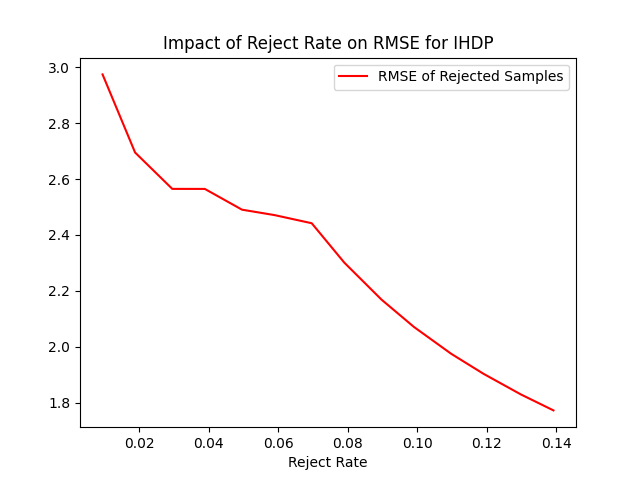 Impact of Reject Rate on RMSE for IHDP
RMSE of Rejected Samples
3.0
2.8
2.6
2.4
2.2
2.0
1.8
0.02 0.04 0.06 0.08 0.10 0.12 0.14
Reject Rate